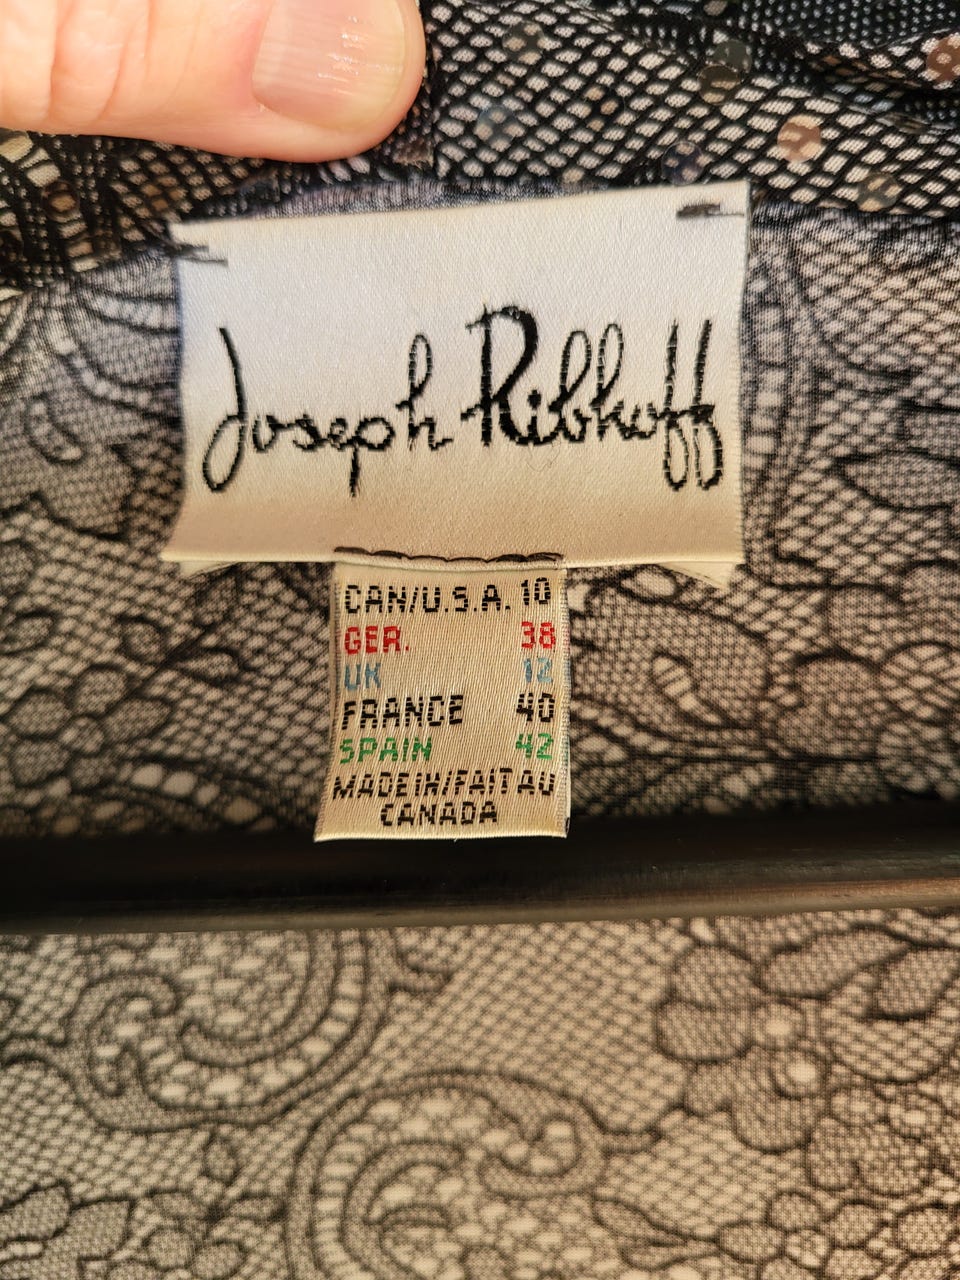 Joseph Ribkoff
CAN/U.S.A. 10
GER. 38
UK 12
FRANCE 40
SPAIN 42
MADE IN/FAIT AU
CANADA